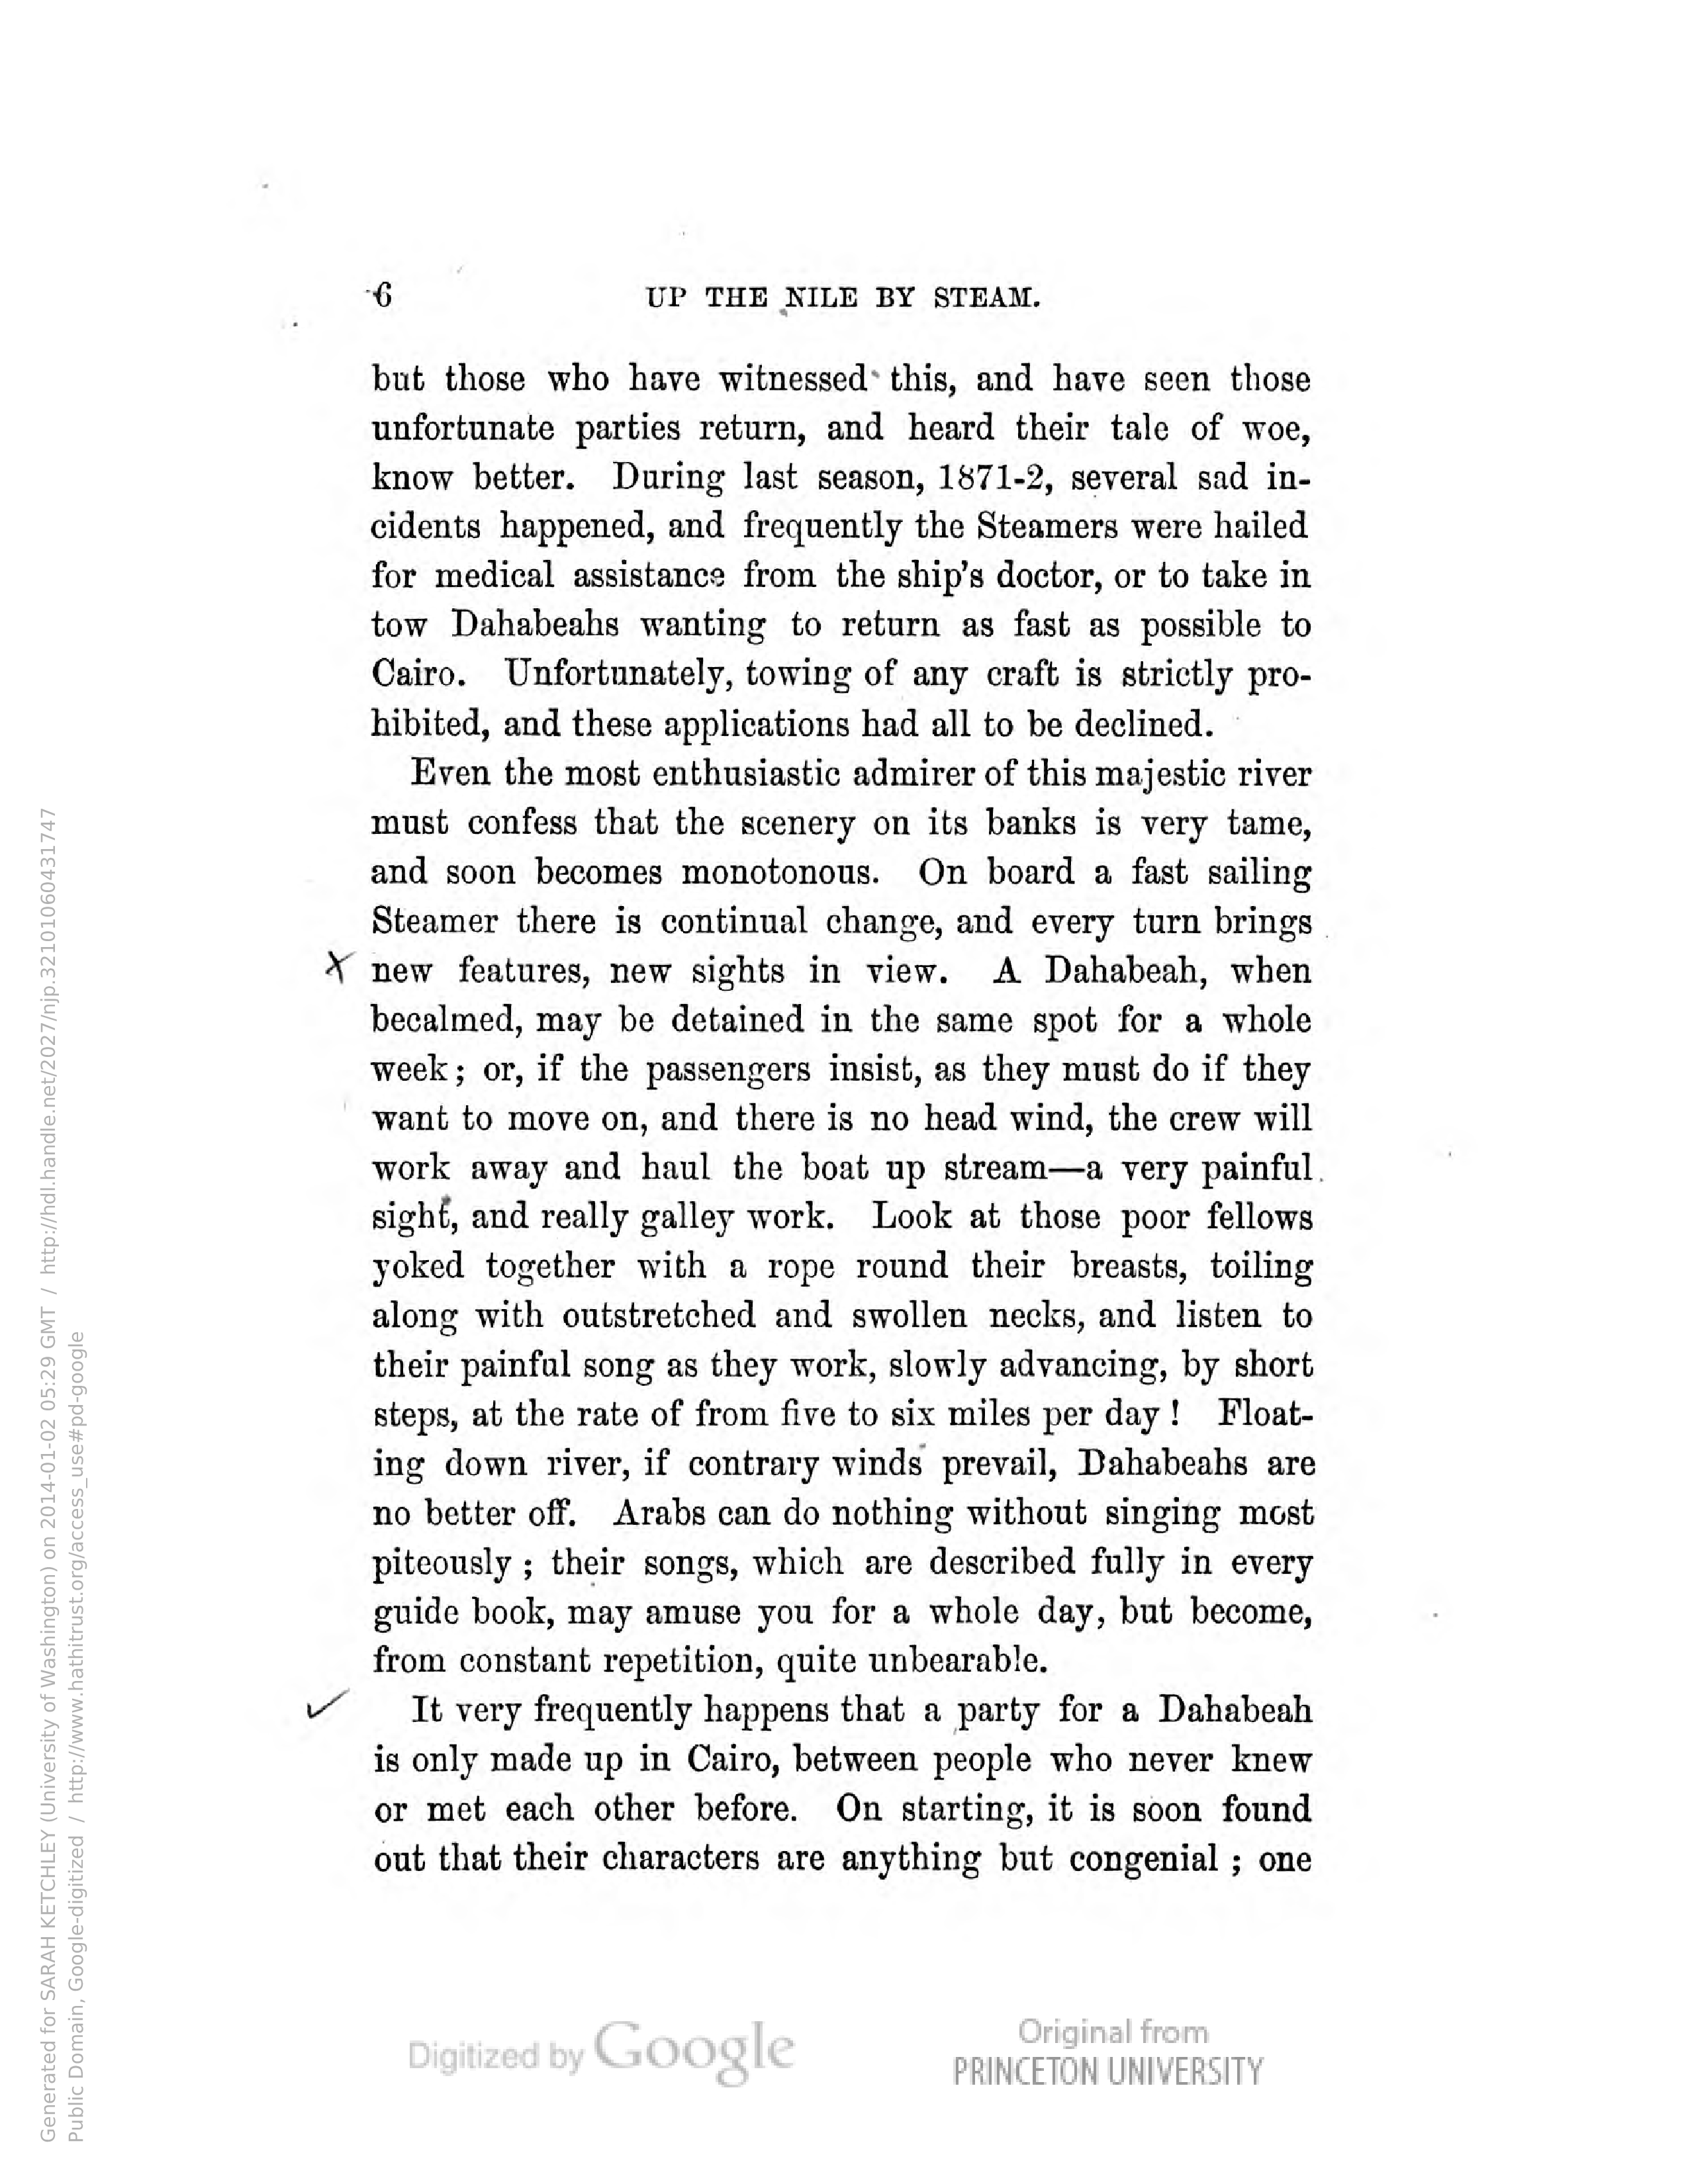 6 UP THE NILE BY STEAM.
but those who have witnessed this, and have seen those
unfortunate parties return, and heard their tale of woe,
know better. During last season, 1871-2, several sad in-
cidents happened, and frequently the Steamers were hailed
for medical assistance from the ship's doctor, or to take in
tow Dahabeahs wanting to return as fast as possible to
Cairo. Unfortunately, towing of any craft is strictly pro-
hibited, and these applications had all to be declined.
Even the most enthusiastic admirer of this majestic river
must confess that the scenery on its banks is very tame,
and soon becomes monotonous. On board a fast sailing
Steamer there is continual change, and every turn brings
new features, new sights in view. A Dahabeah, when
becalmed, may be detained in the same spot for a whole
week; or, if the passengers insist, as they must do if they
want to move on, and there is no head wind, the crew will
work away and haul the boat up stream—a very painful
sight, and really galley work. Look at those poor fellows
yoked together with a rope round their breasts, toiling
along with outstretched and swollen necks, and listen to
their painful song as they work, slowly advancing, by short
steps, at the rate of from five to six miles per day! Float-
ing down river, if contrary winds prevail, Dahabeahs are
no better off. Arabs can do nothing without singing most
piteously; their songs, which are described fully in every
guide book, may amuse you for a whole day, but become,
from constant repetition, quite unbearable.
It very frequently happens that a party for a Dahabeah
is only made up in Cairo, between people who never knew
or met each other before. On starting, it is soon found
out that their characters are anything but congenial; one
Digitized by Google
Original from
PRINCETON UNIVERSITY
Generated for SARAH KETCHLEY (University of Washington) on 2014-01-02 05:29 GMT / http://hdl.handle.net/2027/njp.32101060431747
Public Domain, Google-digitized / http://www.hathitrust.org/access_use#pd-google